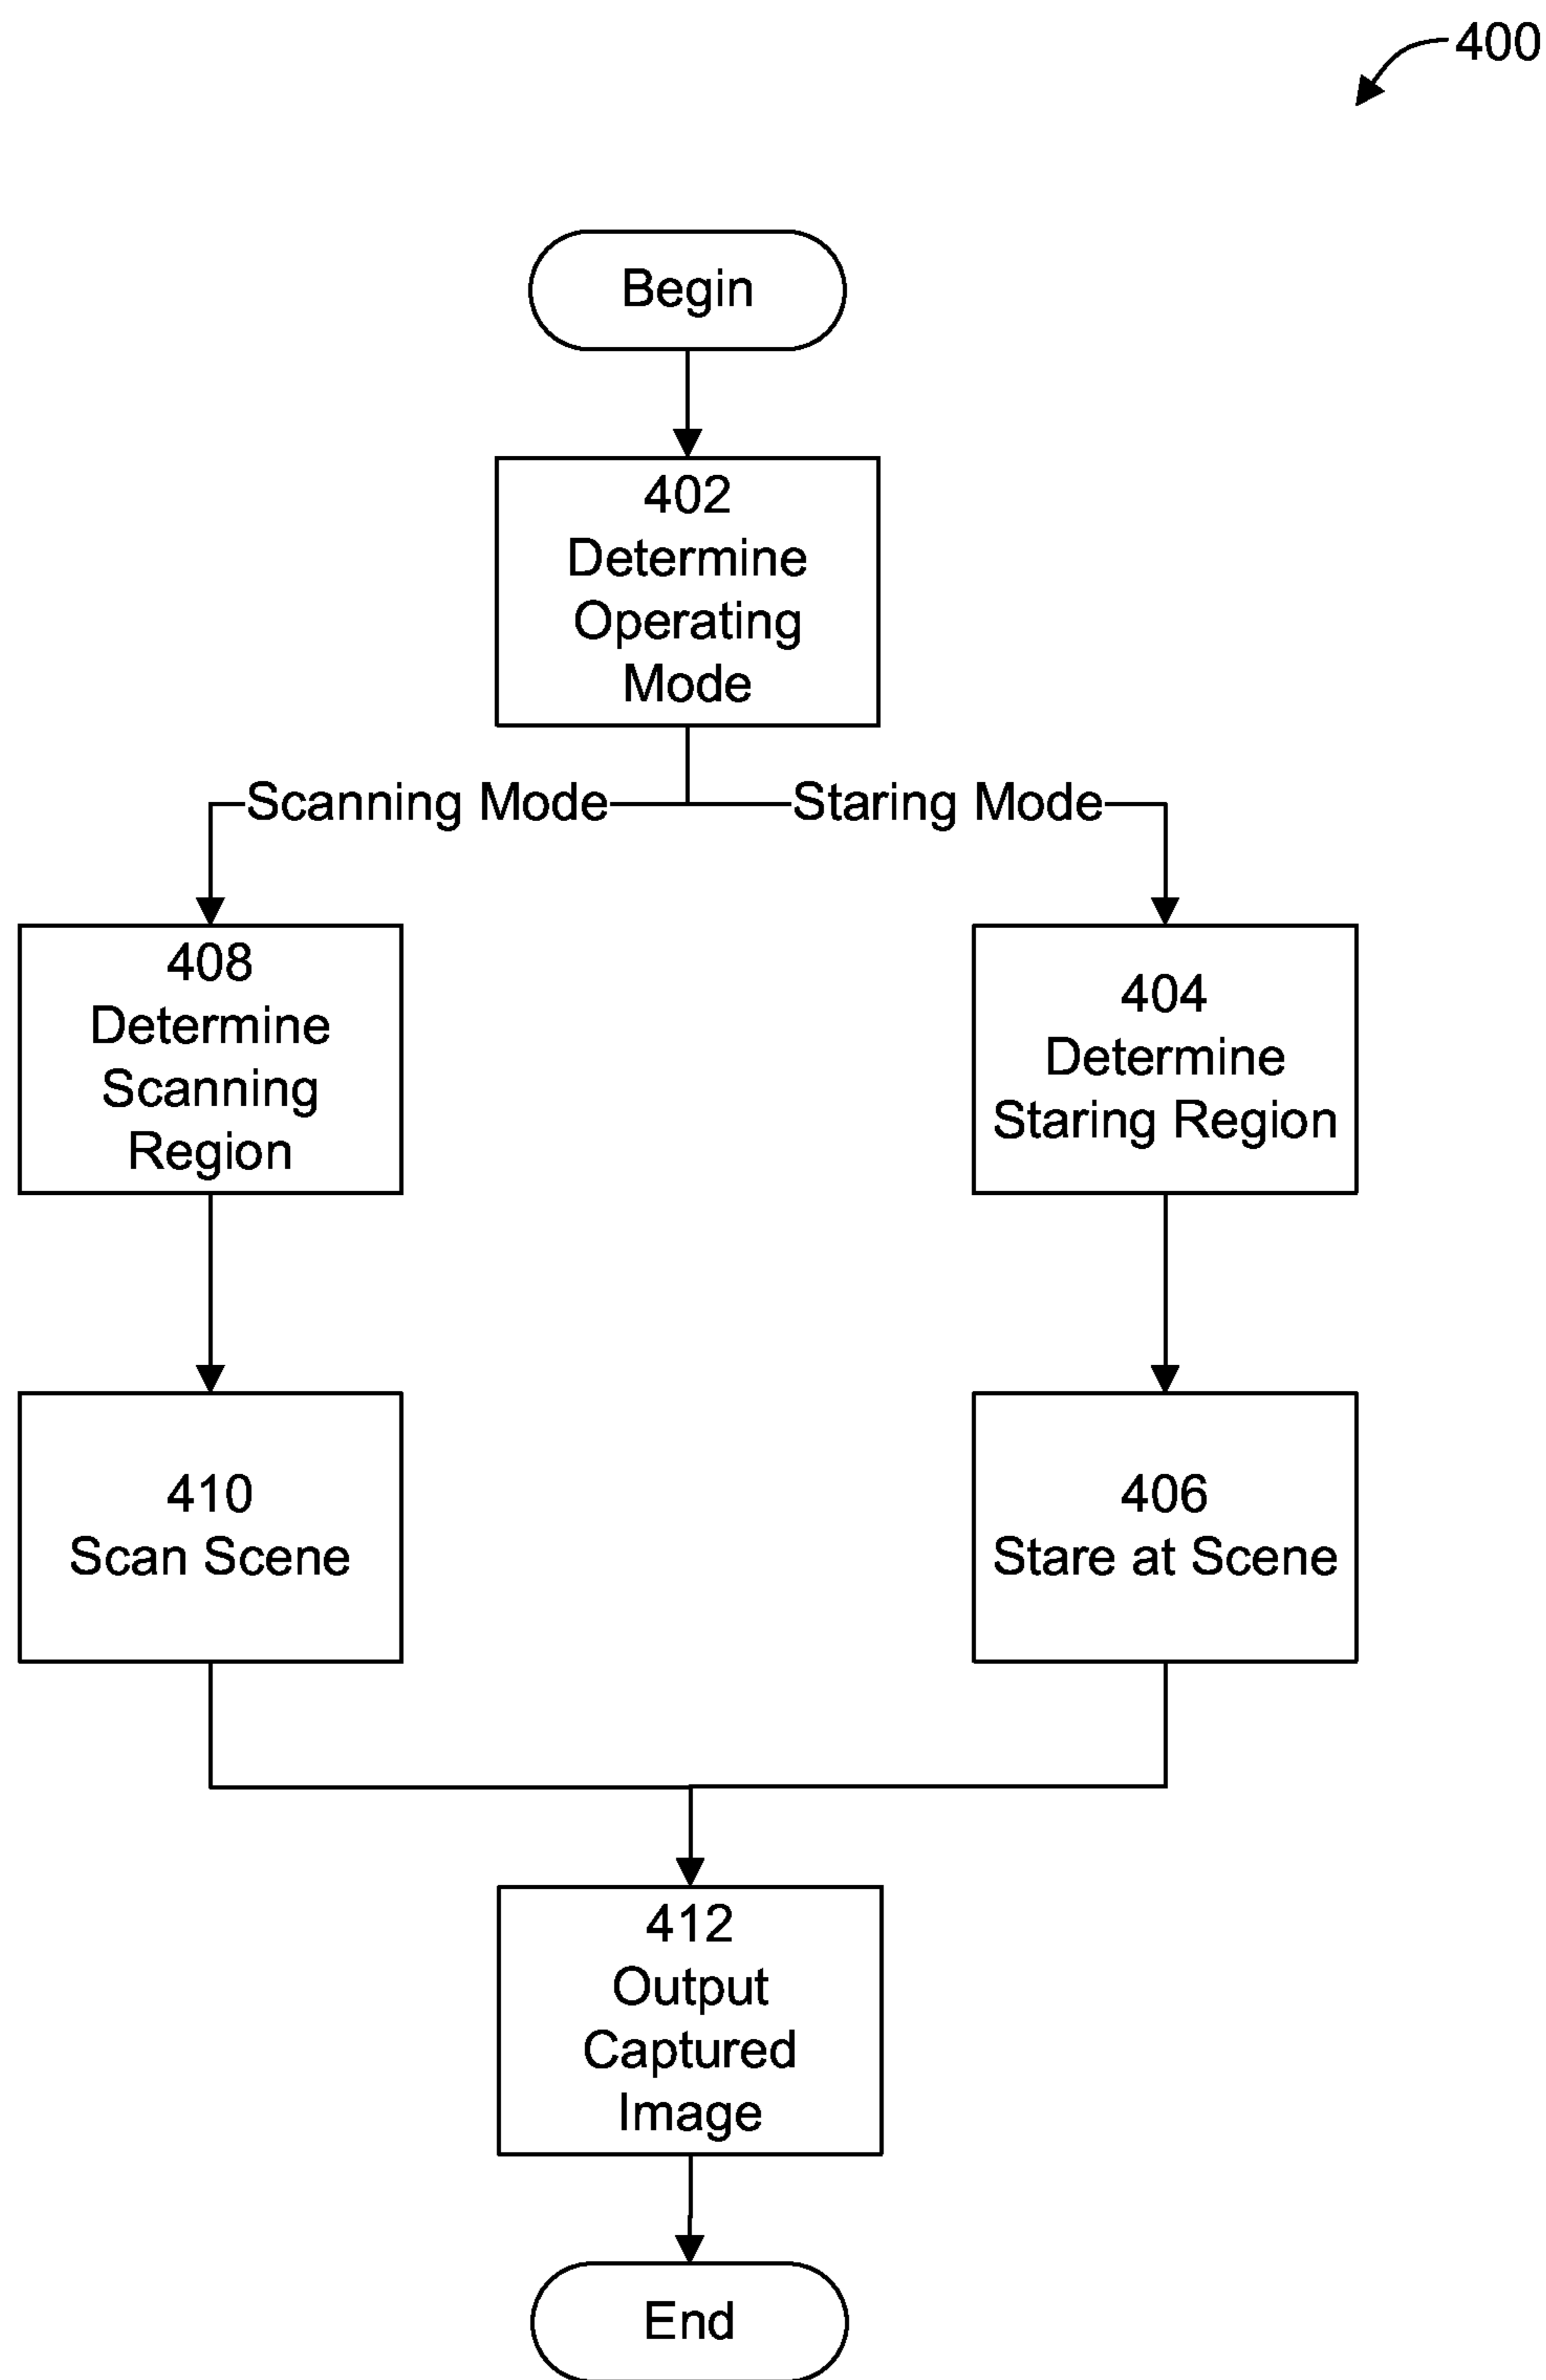 400
Begin
402
Determine
Operating
Mode
Scanning Mode
Staring Mode
408
Determine
Scanning
Region
404
Determine
Staring Region
410
Scan Scene
406
Stare at Scene
412
Output
Captured
Image
End